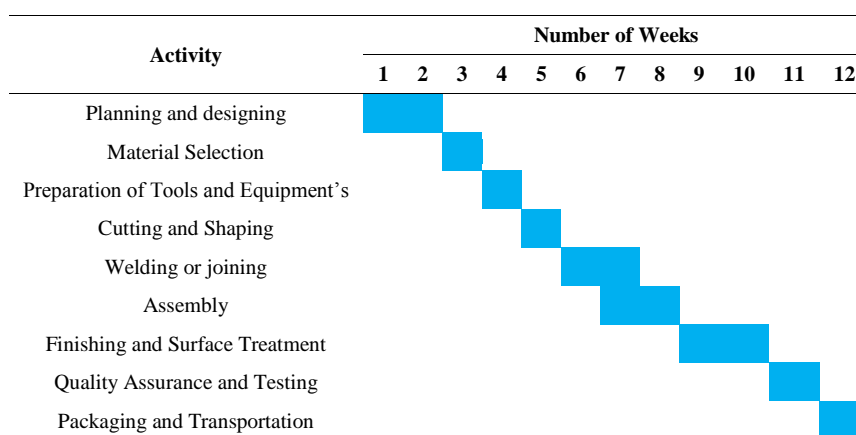 Activity
Number of Weeks
1 2 3 4 5 6 7 8 9 10 11 12
Planning and designing
Material Selection
Preparation of Tools and Equipment’s
Cutting and Shaping
Welding or joining
Assembly
Finishing and Surface Treatment
Quality Assurance and Testing
Packaging and Transportation